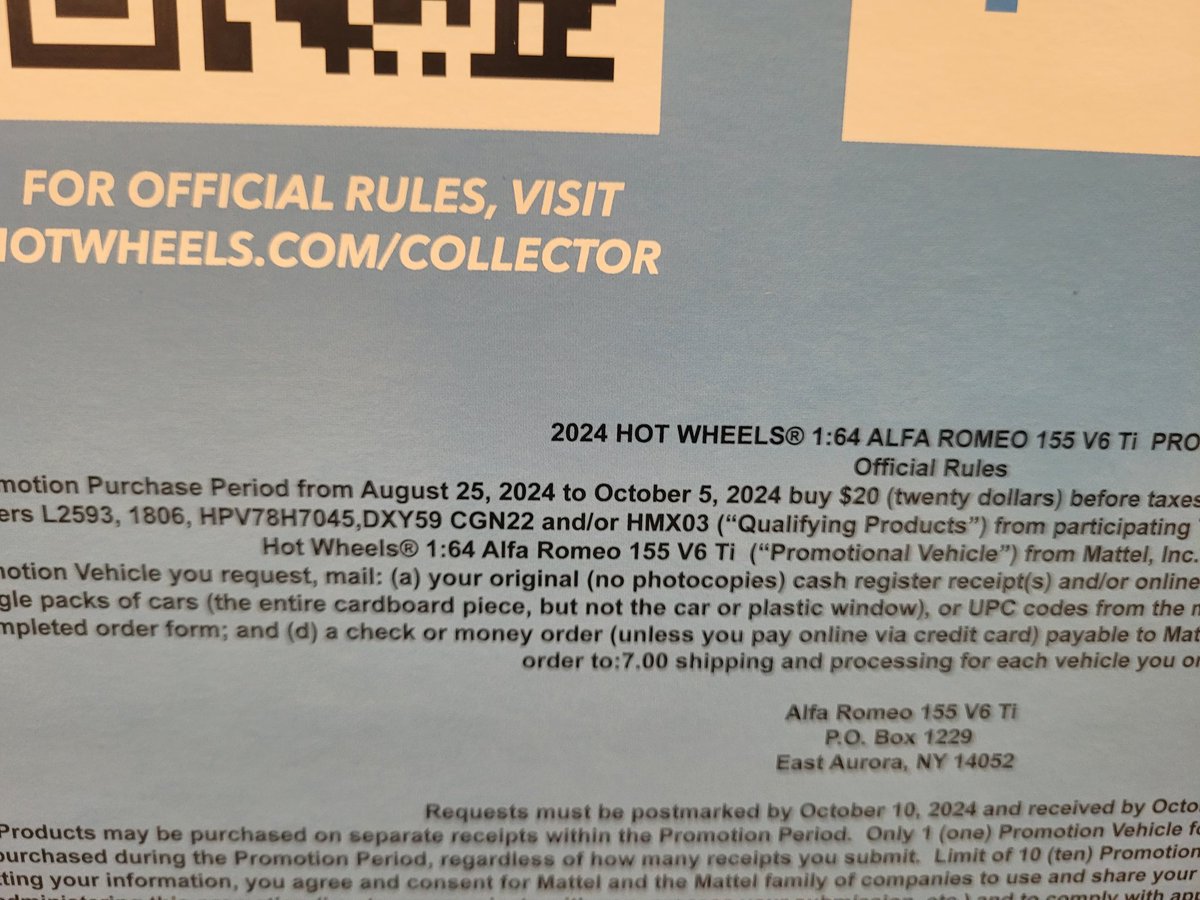 FOR OFFICIAL RULES, VISIT
HOTWHEELS.COM/COLLECTOR
2024 HOT WHEELS® 1:64 ALFA ROMEO 155 V6 Ti PRO
Official Rules
motion Purchase Period from August 25, 2024 to October 5, 2024 buy $20 (twenty dollars) before taxes
ers L2593, 1806, HPV78H7045,DXY59 CGN22 and/or HMX03 (“Qualifying Products”) from participating
Hot Wheels® 1:64 Alfa Romeo 155 V6 Ti (“Promotional Vehicle”) from Mattel, Inc.
notion Vehicle you request, mail: (a) your original (no photocopies) cash register receipt(s) and/or online
gle packs of cars (the entire cardboard piece, but not the car or plastic window), or UPC codes from the m
mpleted order form; and (d) a check or money order (unless you pay online via credit card) payable to Mat
order to:7.00 shipping and processing for each vehicle you or
Alfa Romeo 155 V6 Ti
P.O. Box 1229
East Aurora, NY 14052
Requests must be postmarked by October 10, 2024 and received by Octo
Products may be purchased on separate receipts within the Promotion Period. Only 1 (one) Promotion Vehicle fo
purchased during the Promotion Period, regardless of how many receipts you submit. Limit of 10 (ten) Promotion
tting your information, you agree and consent for Mattel and the Mattel family of companies to use and share your